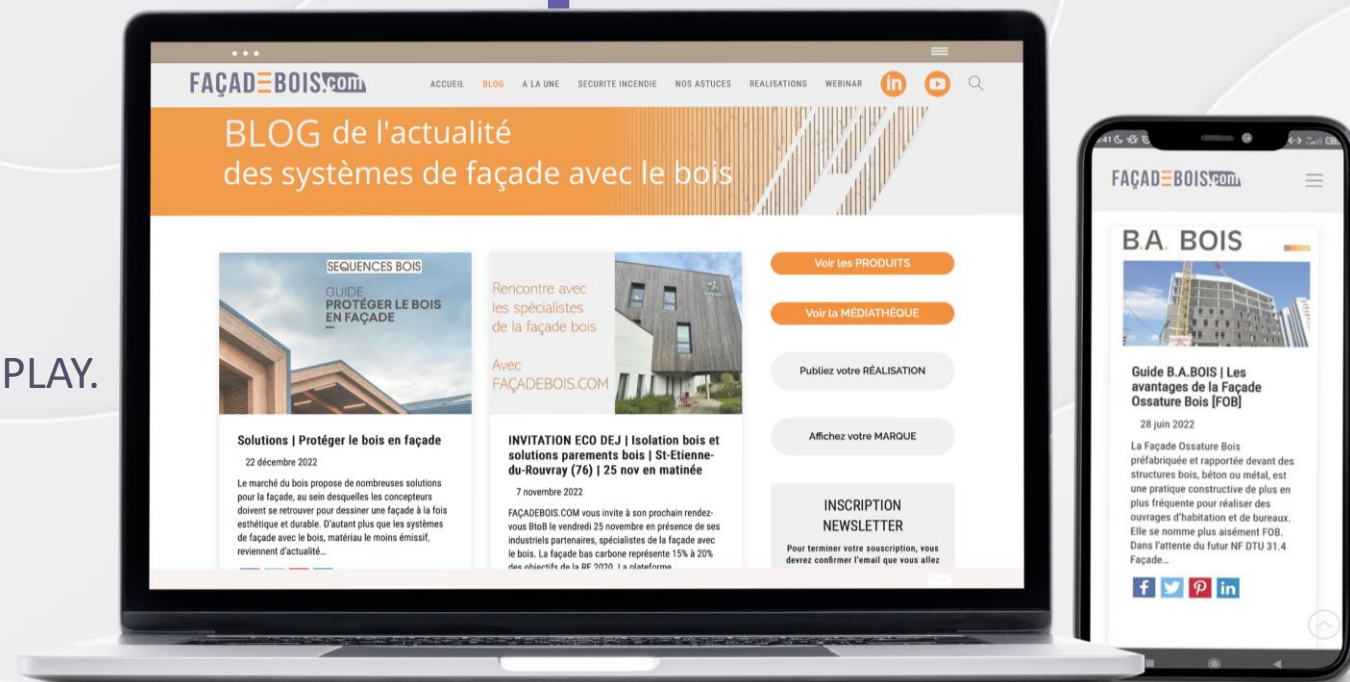 PLAY.
FAÇADEBOIS.com
ACCUEIL BLOG A LA UNE SECURITE INCENDIE NOS ASTUCES REALISATIONS WEBINAR in
BLOG de l'actualité
des systèmes de façade avec le bois
SEQUENCES BOIS
GUIDE
PROTÉGER LE BOIS
EN FAÇADE
Solutions | Protéger le bois en façade
22 décembre 2022
Le marché du bois propose de nombreuses solutions
pour la façade, au sein desquelles les concepteurs
doivent se retrouver pour dessiner une façade à la fois
esthétique et durable. D'autant plus que les systèmes
de façade avec le bois, matériau le moins émissif,
reviennent d'actualité…
Rencontre avec
les spécialistes
de la façade bois
Avec
FAÇADEBOIS.COM
INVITATION ECO DEJ | Isolation bois et
solutions parements bois | St-Etienne-
du-Rouvray (76) | 25 nov en matinée
7 novembre 2022
FAÇADEBOIS.COM vous invite à son prochain rendez-
vous BtoB le vendredi 25 novembre en présence de ses
industriels partenaires, spécialistes de la façade avec
le bois. La façade bas carbone représente 15% à 20%
des objectifs de la RE 2020. La plateforme
Voir les PRODUITS
Voir la MÉDIATHÈQUE
Publiez votre RÉALISATION
Affichez votre MARQUE
INSCRIPTION
NEWSLETTER
Pour terminer votre souscription, vous
devrez confirmer l'email que vous allez
FAÇADEBOIS.com
B.A. BOIS
Guide B.A.BOIS | Les
avantages de la Façade
Ossature Bois [FOB]
28 juin 2022
La Façade Ossature Bois
préfabriquée et rapportée devant des
structures bois, béton ou métal, est
une pratique constructive de plus en
plus fréquente pour réaliser des
ouvrages d'habitation et de bureaux.
Elle se nomme plus aisément FOB.
Dans l'attente du futur NF DTU 31.4
Façade…
f in